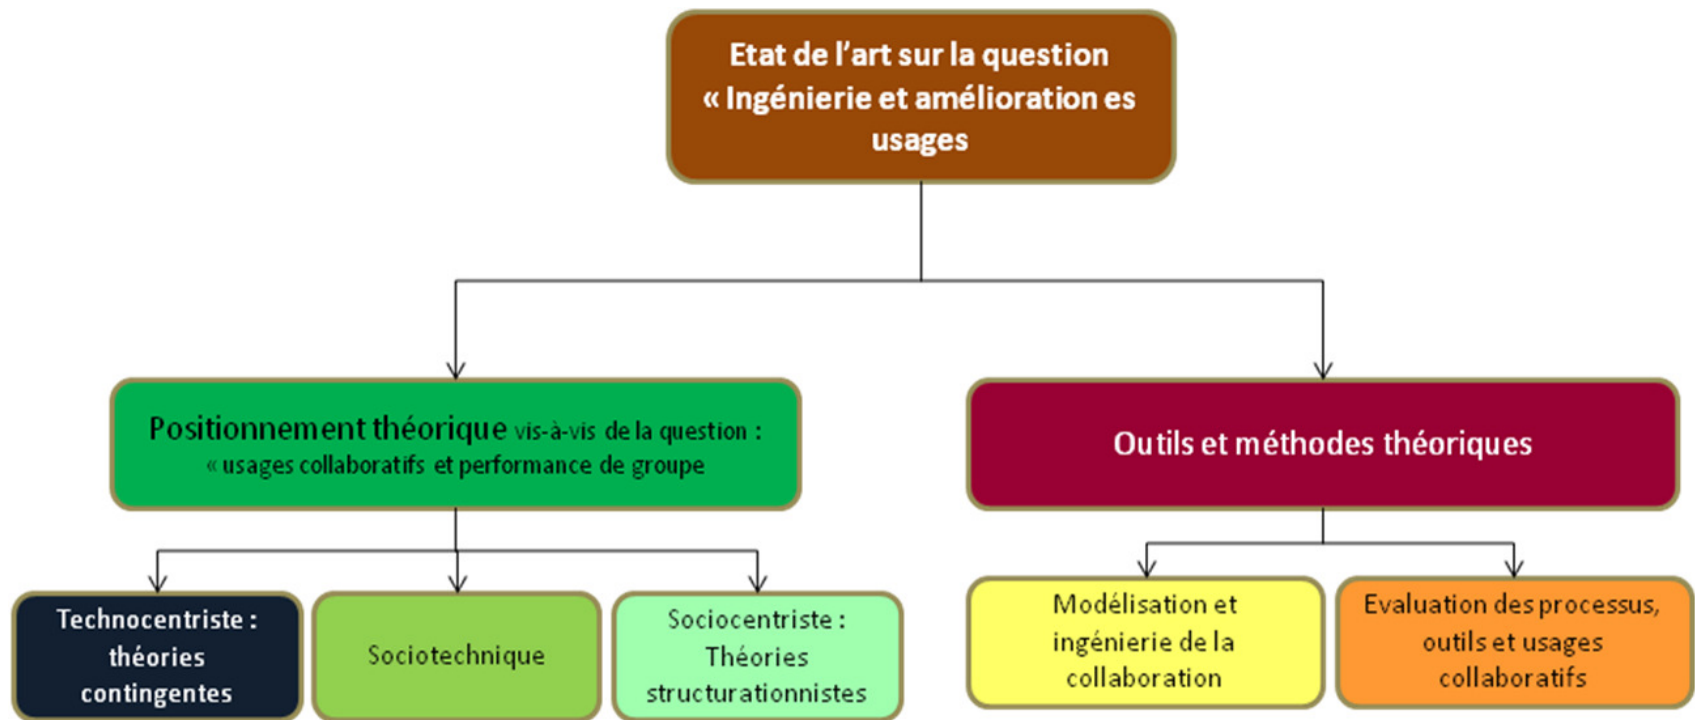 Etat de l'art sur la question
« Ingénierie et amélioration es
usages
Positionnement théorique vis-à-vis de la question :
« usages collaboratifs et performance de groupe
Outils et méthodes théoriques
Technocentriste :
théories
contingentes
Sociotechnique
Sociocentriste :
Théories
structurationnistes
Modélisation et
ingénierie de la
collaboration
Evaluation des processus,
outils et usages
collaboratifs